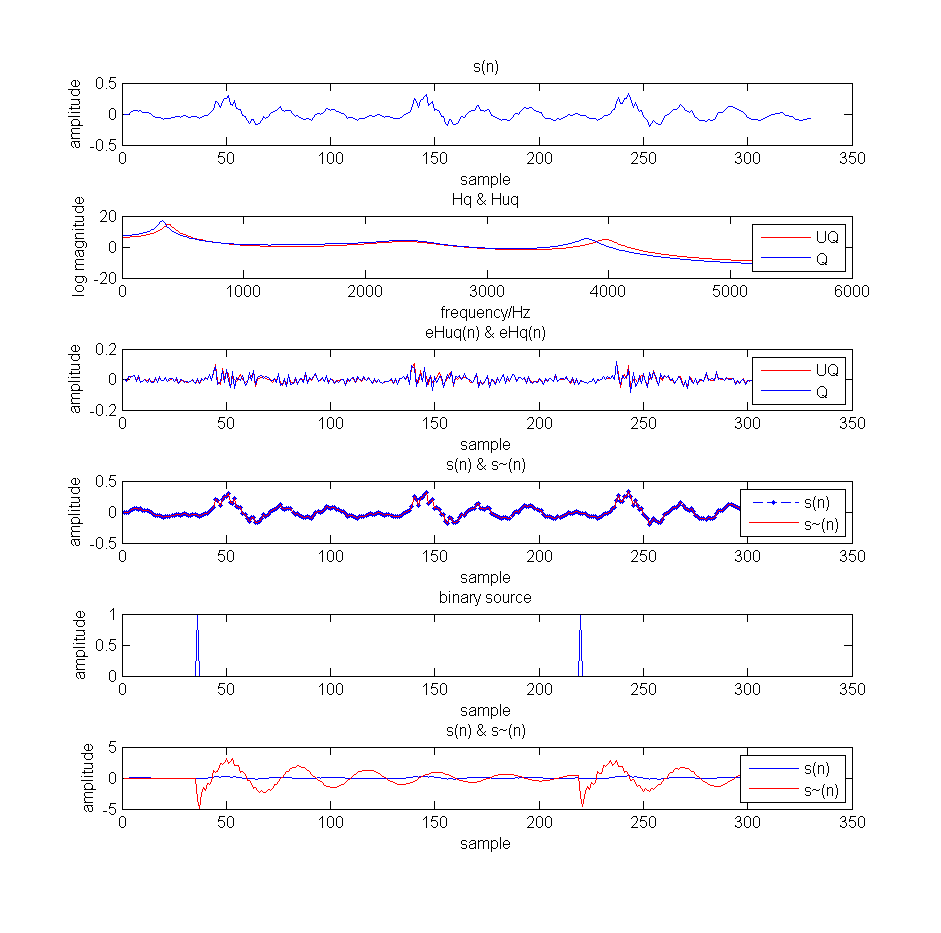 s(n)
amplitude
0.5
0
-0.5
0 50 100 150 200 250 300 350
sample
Hq & Huq
log magnitude
20
0
-20
UQ
Q
0 1000 2000 3000 4000 5000 6000
frequency/Hz
eHuq(n) & eHq(n)
amplitude
0.2
0
-0.2
UQ
Q
0 50 100 150 200 250 300 350
sample
s(n) & s~(n)
amplitude
0.5
0
-0.5
s(n)
s~(n)
0 50 100 150 200 250 300 350
sample
binary source
amplitude
1
0.5
0
0 50 100 150 200 250 300 350
sample
s(n) & s~(n)
amplitude
5
0
-5
s(n)
s~(n)
0 50 100 150 200 250 300 350
sample